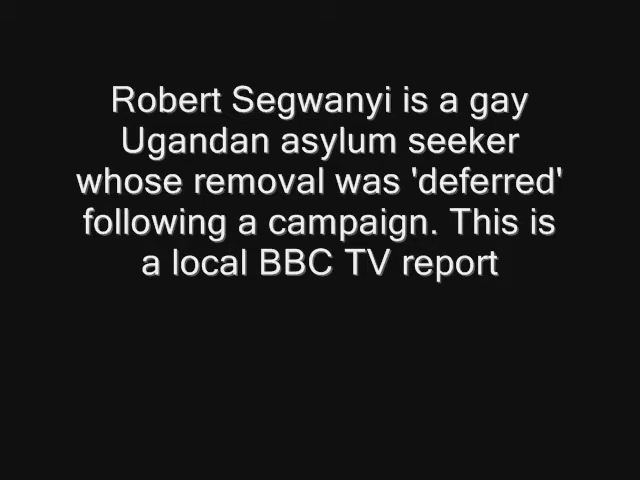 Robert Segwanyi is a gay
Ugandan asylum seeker
whose removal was 'deferred'
following a campaign. This is
a local BBC TV report